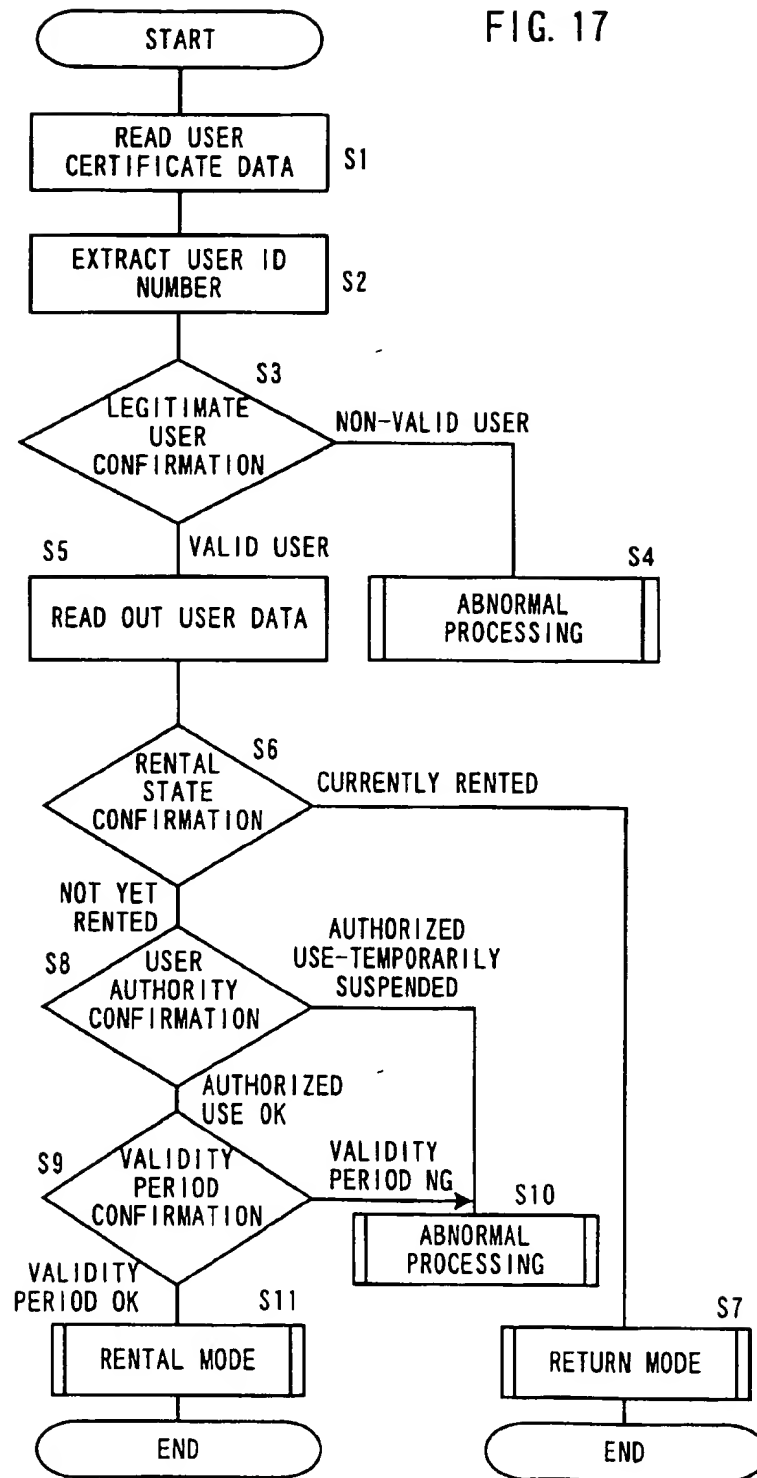 FIG. 17
START
READ USER
CERTIFICATE DATA
S1
EXTRACT USER ID
NUMBER
S2
S3
LEGITIMATE
USER
CONFIRMATION
NON-VALID USER
VALID USER
S5
READ OUT USER DATA
S4
ABNORMAL
PROCESSING
S6
RENTAL
STATE
CONFIRMATION
CURRENTLY RENTED
NOT YET
RENTED
S8
USER
AUTHORITY
CONFIRMATION
AUTHORIZED
USE-TEMPORARILY
SUSPENDED
AUTHORIZED
USE OK
S9
VALIDITY
PERIOD
CONFIRMATION
VALIDITY
PERIOD NG
S10
ABNORMAL
PROCESSING
VALIDITY
PERIOD OK
S11
RENTAL MODE
S7
RETURN MODE
END
END